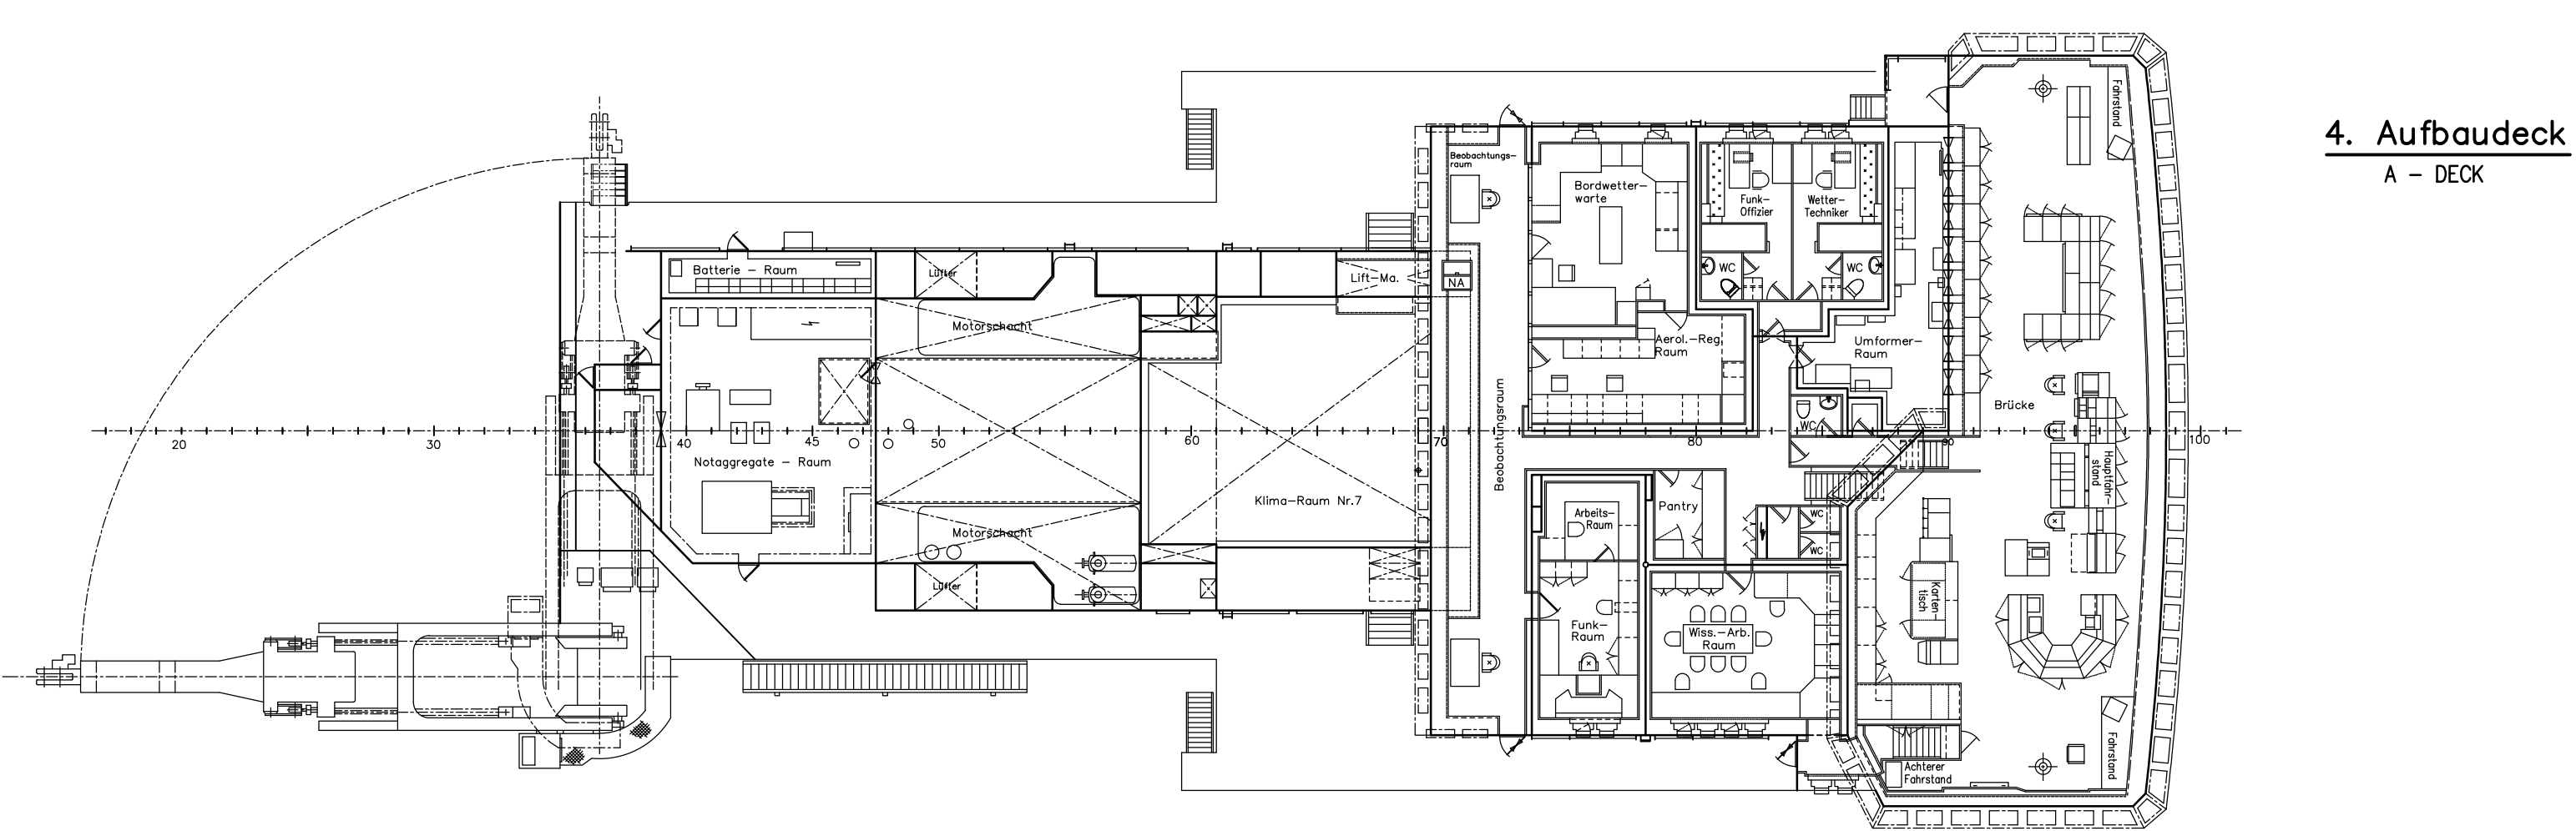 4. Aufbaudeck
A - DECK
Fahrstand
Beobachtungs-
raum
Bordwetter-
warte
Funk-
Offizier
Wetter-
Techniker
Batterie - Raum
Lüfter
Lift-Ma.
NA
WC
WC
Motorschacht
Aerol.-Reg.
Raum
Umformer-
Raum
Brücke
Beobachtungsraum
WC
20
30
40
45
50
60
70
80
90
100
Notaggregate - Raum
Klima-Raum Nr.7
Hauptfahr-
stand
Arbeits-
Raum
Pantry
WC
WC
Motorschacht
Lüfter
Karten-
tisch
Funk-
Raum
Wiss.-Arb.
Raum
Fahrstand
Achterer
Fahrstand